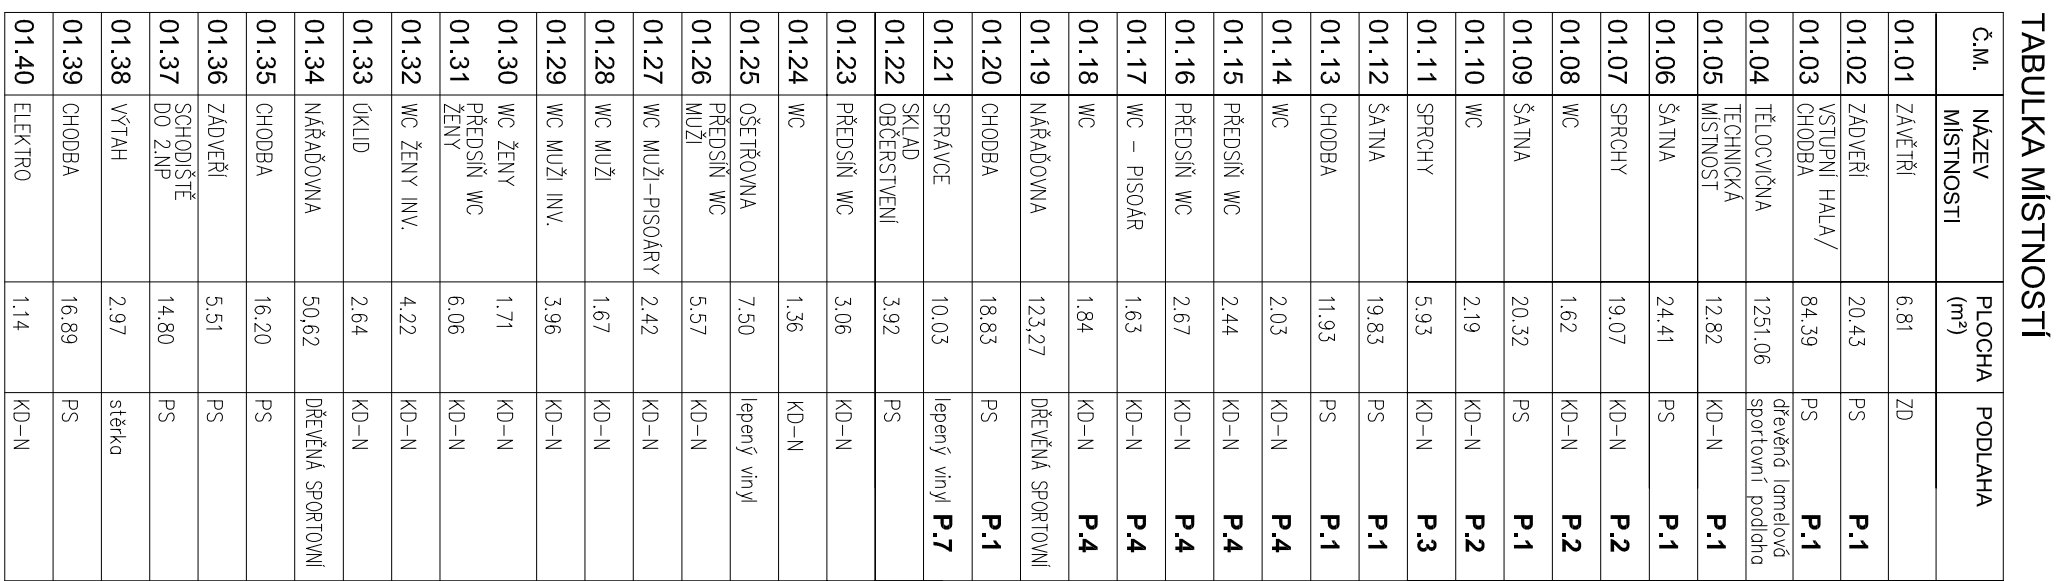 TABULKA MÍSTNOSTÍ
Č.M. NÁZEV MÍSTNOSTI PLOCHA (m²) PODLAHA
01.01 ZÁVĚTŘÍ 6.81 ZD
01.02 ZÁDVEŘÍ 20.43 PS P.1
01.03 VSTUPNÍ HALA/ CHODBA 84.39 PS P.1
01.04 TĚLOCVIČNA 1251.06 dřevěná lamelová sportovní podlaha
01.05 TECHNICKÁ MÍSTNOST 12.82 KD-N P.1
01.06 ŠATNA 24.41 PS P.1
01.07 SPRCHY 19.07 KD-N P.2
01.08 WC 1.62 KD-N P.2
01.09 ŠATNA 20.32 PS P.1
01.10 WC 2.19 KD-N P.2
01.11 SPRCHY 5.93 KD-N P.3
01.12 ŠATNA 19.83 PS P.1
01.13 CHODBA 11.93 PS P.1
01.14 WC 2.03 KD-N P.4
01.15 PŘEDSÍŇ WC 2.44 KD-N P.4
01.16 PŘEDSÍŇ WC 2.67 KD-N P.4
01.17 WC - PISOÁR 1.63 KD-N P.4
01.18 WC 1.84 KD-N P.4
01.19 NÁŘAĎOVNA 123,27 DŘEVĚNÁ SPORTOVNÍ
01.20 CHODBA 18.83 PS P.1
01.21 SPRÁVCE 10.03 lepený vinyl P.7
01.22 SKLAD OBČERSTVENÍ 3.92 PS
01.23 PŘEDSÍŇ WC 3.06 KD-N
01.24 WC 1.36 KD-N
01.25 OŠETŘOVNA 7.50 lepený vinyl
01.26 PŘEDSÍŇ WC MUŽI 5.57 KD-N
01.27 WC MUŽI-PISOÁRY 2.42 KD-N
01.28 WC MUŽI 1.67 KD-N
01.29 WC MUŽI INV. 3.96 KD-N
01.30 WC ŽENY 1.71 KD-N
01.31 PŘEDSÍŇ WC ŽENY 6.06 KD-N
01.32 WC ŽENY INV. 4.22 KD-N
01.33 ÚKLID 2.64 KD-N
01.34 NÁŘAĎOVNA 50,62 DŘEVĚNÁ SPORTOVNÍ
01.35 CHODBA 16.20 PS
01.36 ZÁDVEŘÍ 5.51 PS
01.37 SCHODIŠTĚ DO 2.NP 14.80 PS
01.38 VÝTAH 2.97 stěrka
01.39 CHODBA 16.89 PS
01.40 ELEKTRO 1.14 KD-N